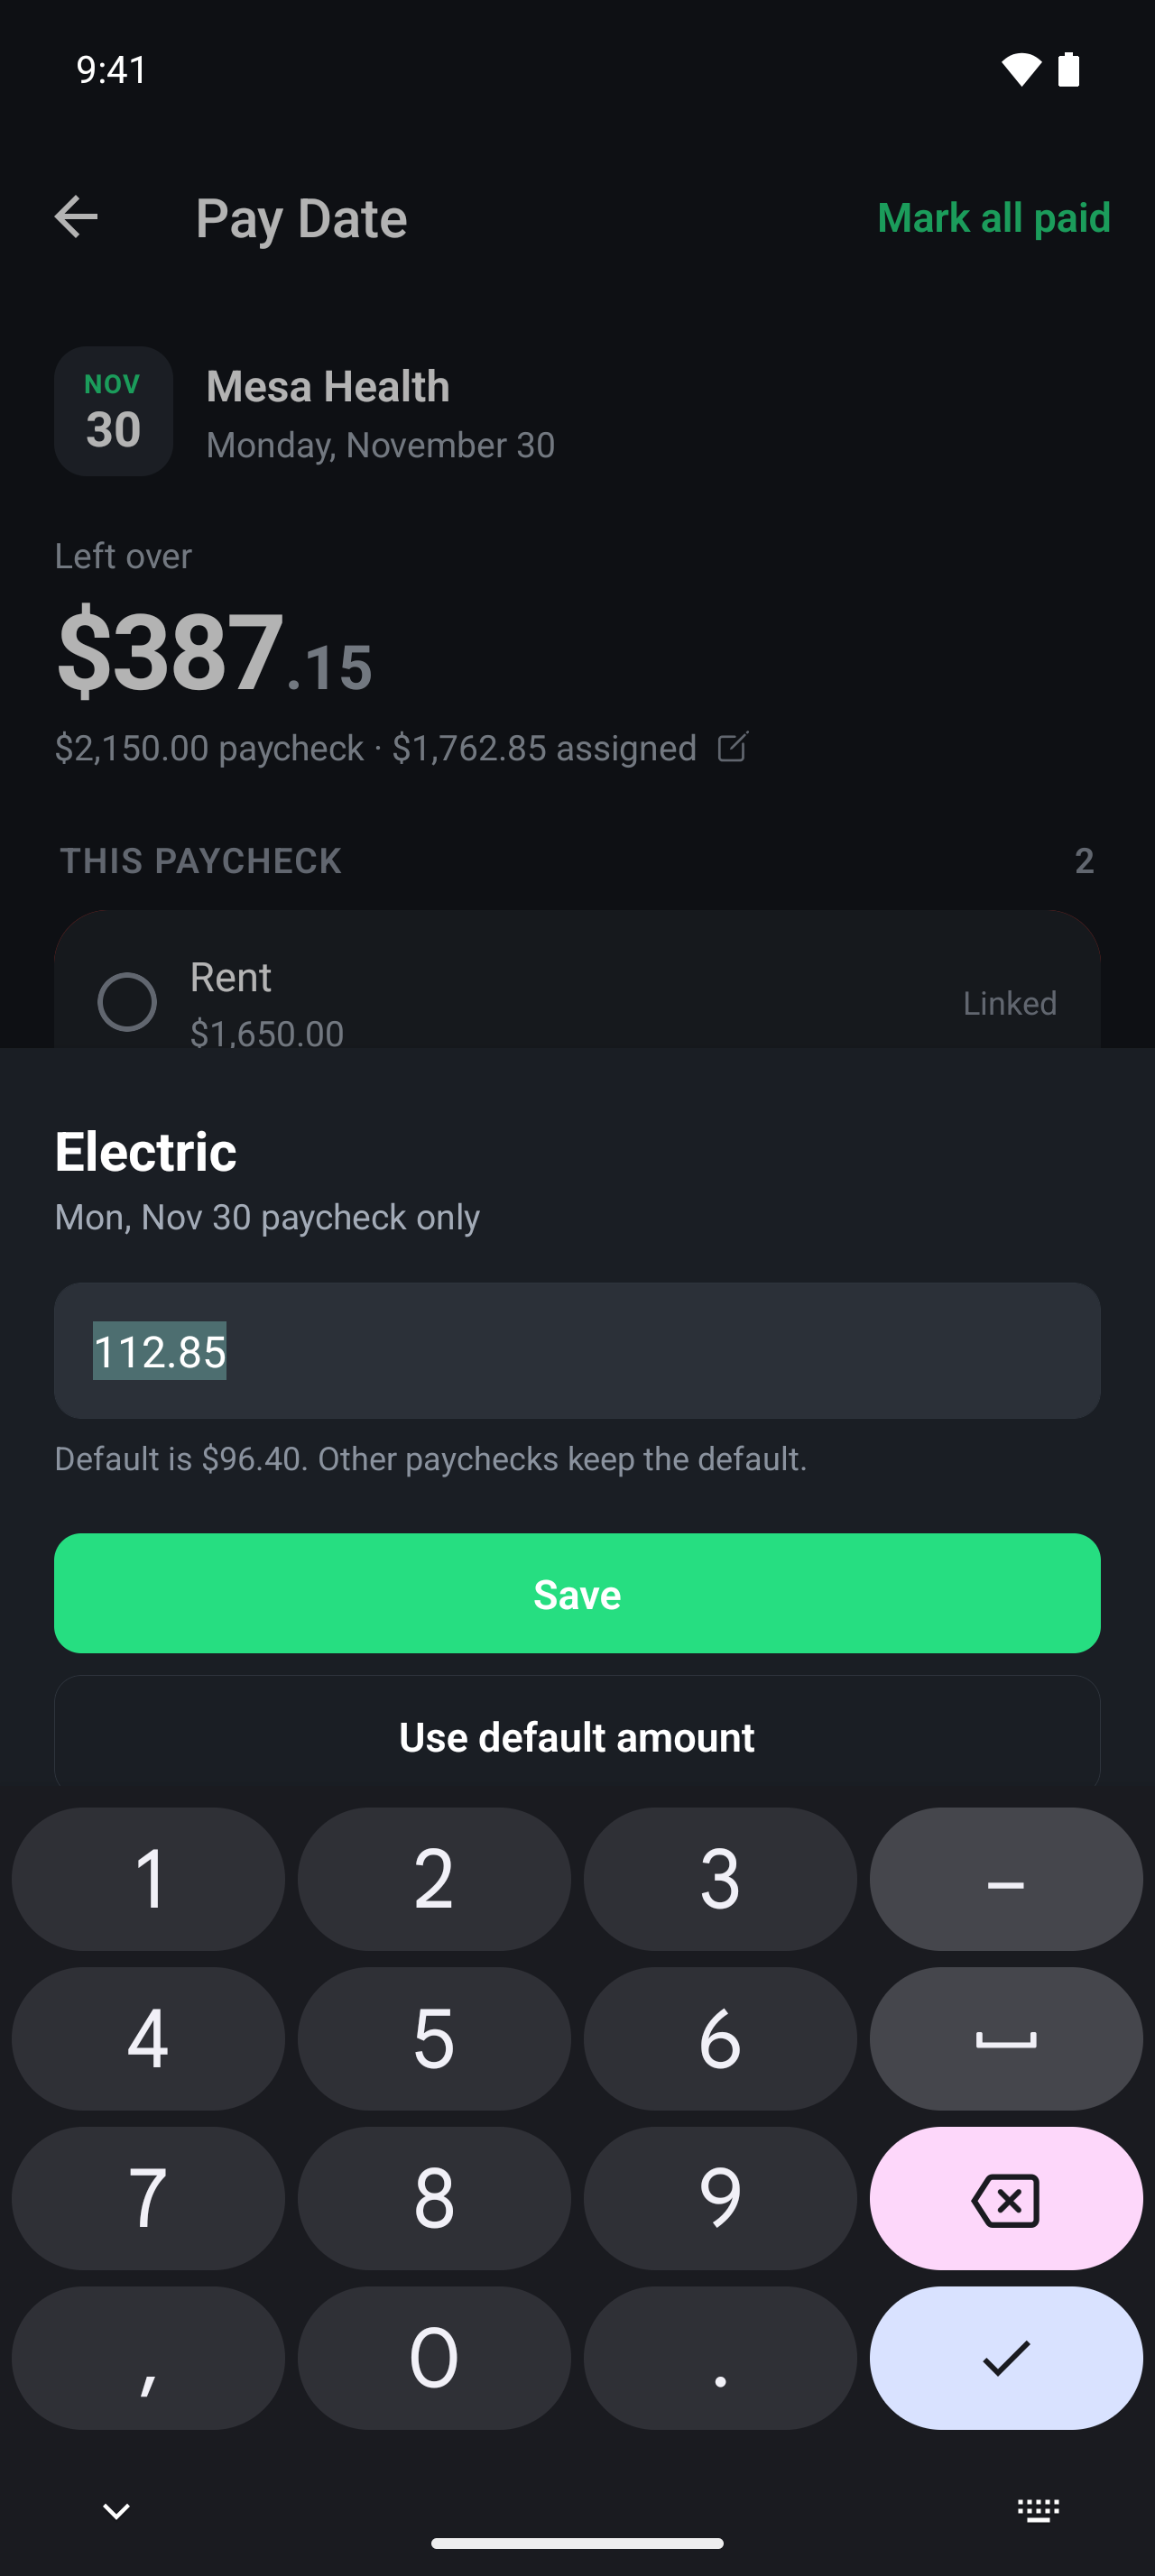 9:41
Pay Date
Mark all paid
NOV
30
Mesa Health
Monday, November 30
Left over
$387.15
$2,150.00 paycheck · $1,762.85 assigned
THIS PAYCHECK
2
Rent
$1,650.00
Linked
Electric
Mon, Nov 30 paycheck only
112.85
Default is $96.40. Other paychecks keep the default.
Save
Use default amount
1 2 3 –
4 5 6
7 8 9
, 0 .